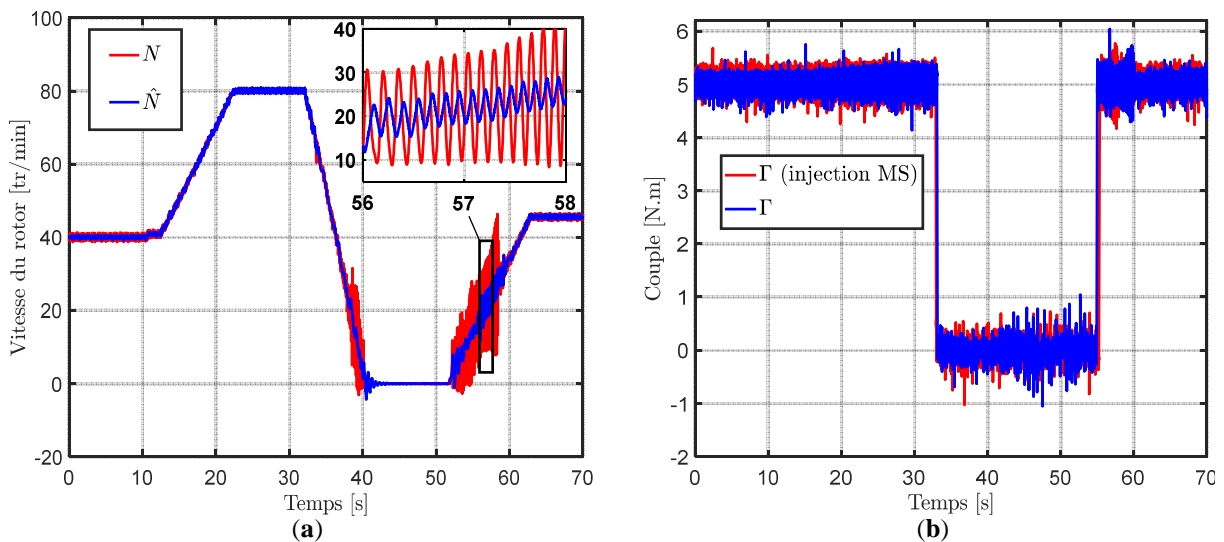 100
80
60
40
20
0
-20
Vitesse du rotor [tr/min]
N
N̂
40
30
20
10
56
57
58
0 10 20 30 40 50 60 70
Temps [s]
(a)
6
5
4
3
2
1
0
-1
-2
Couple [N.m]
Γ (injection MS)
Γ
0 10 20 30 40 50 60 70
Temps [s]
(b)